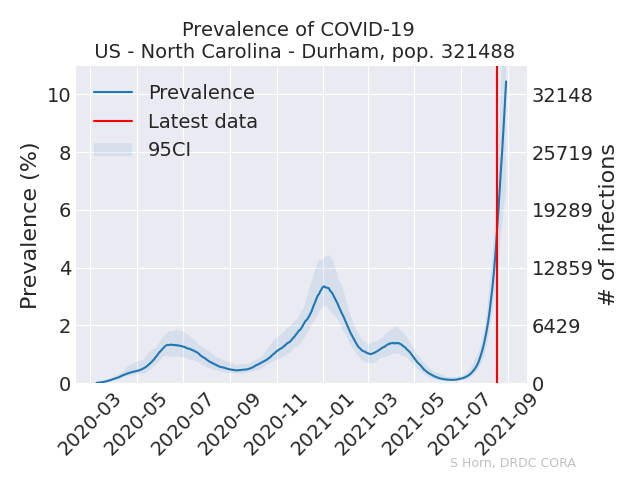 Prevalence of COVID-19
US - North Carolina - Durham, pop. 321488
Prevalence
Latest data
95CI
Prevalence (%)
10
8
6
4
2
0
32148
25719
19289
12859
6429
0
# of infections
2020-03
2020-05
2020-07
2020-09
2020-11
2021-01
2021-03
2021-05
2021-07
2021-09
S Horn, DRDC CORA